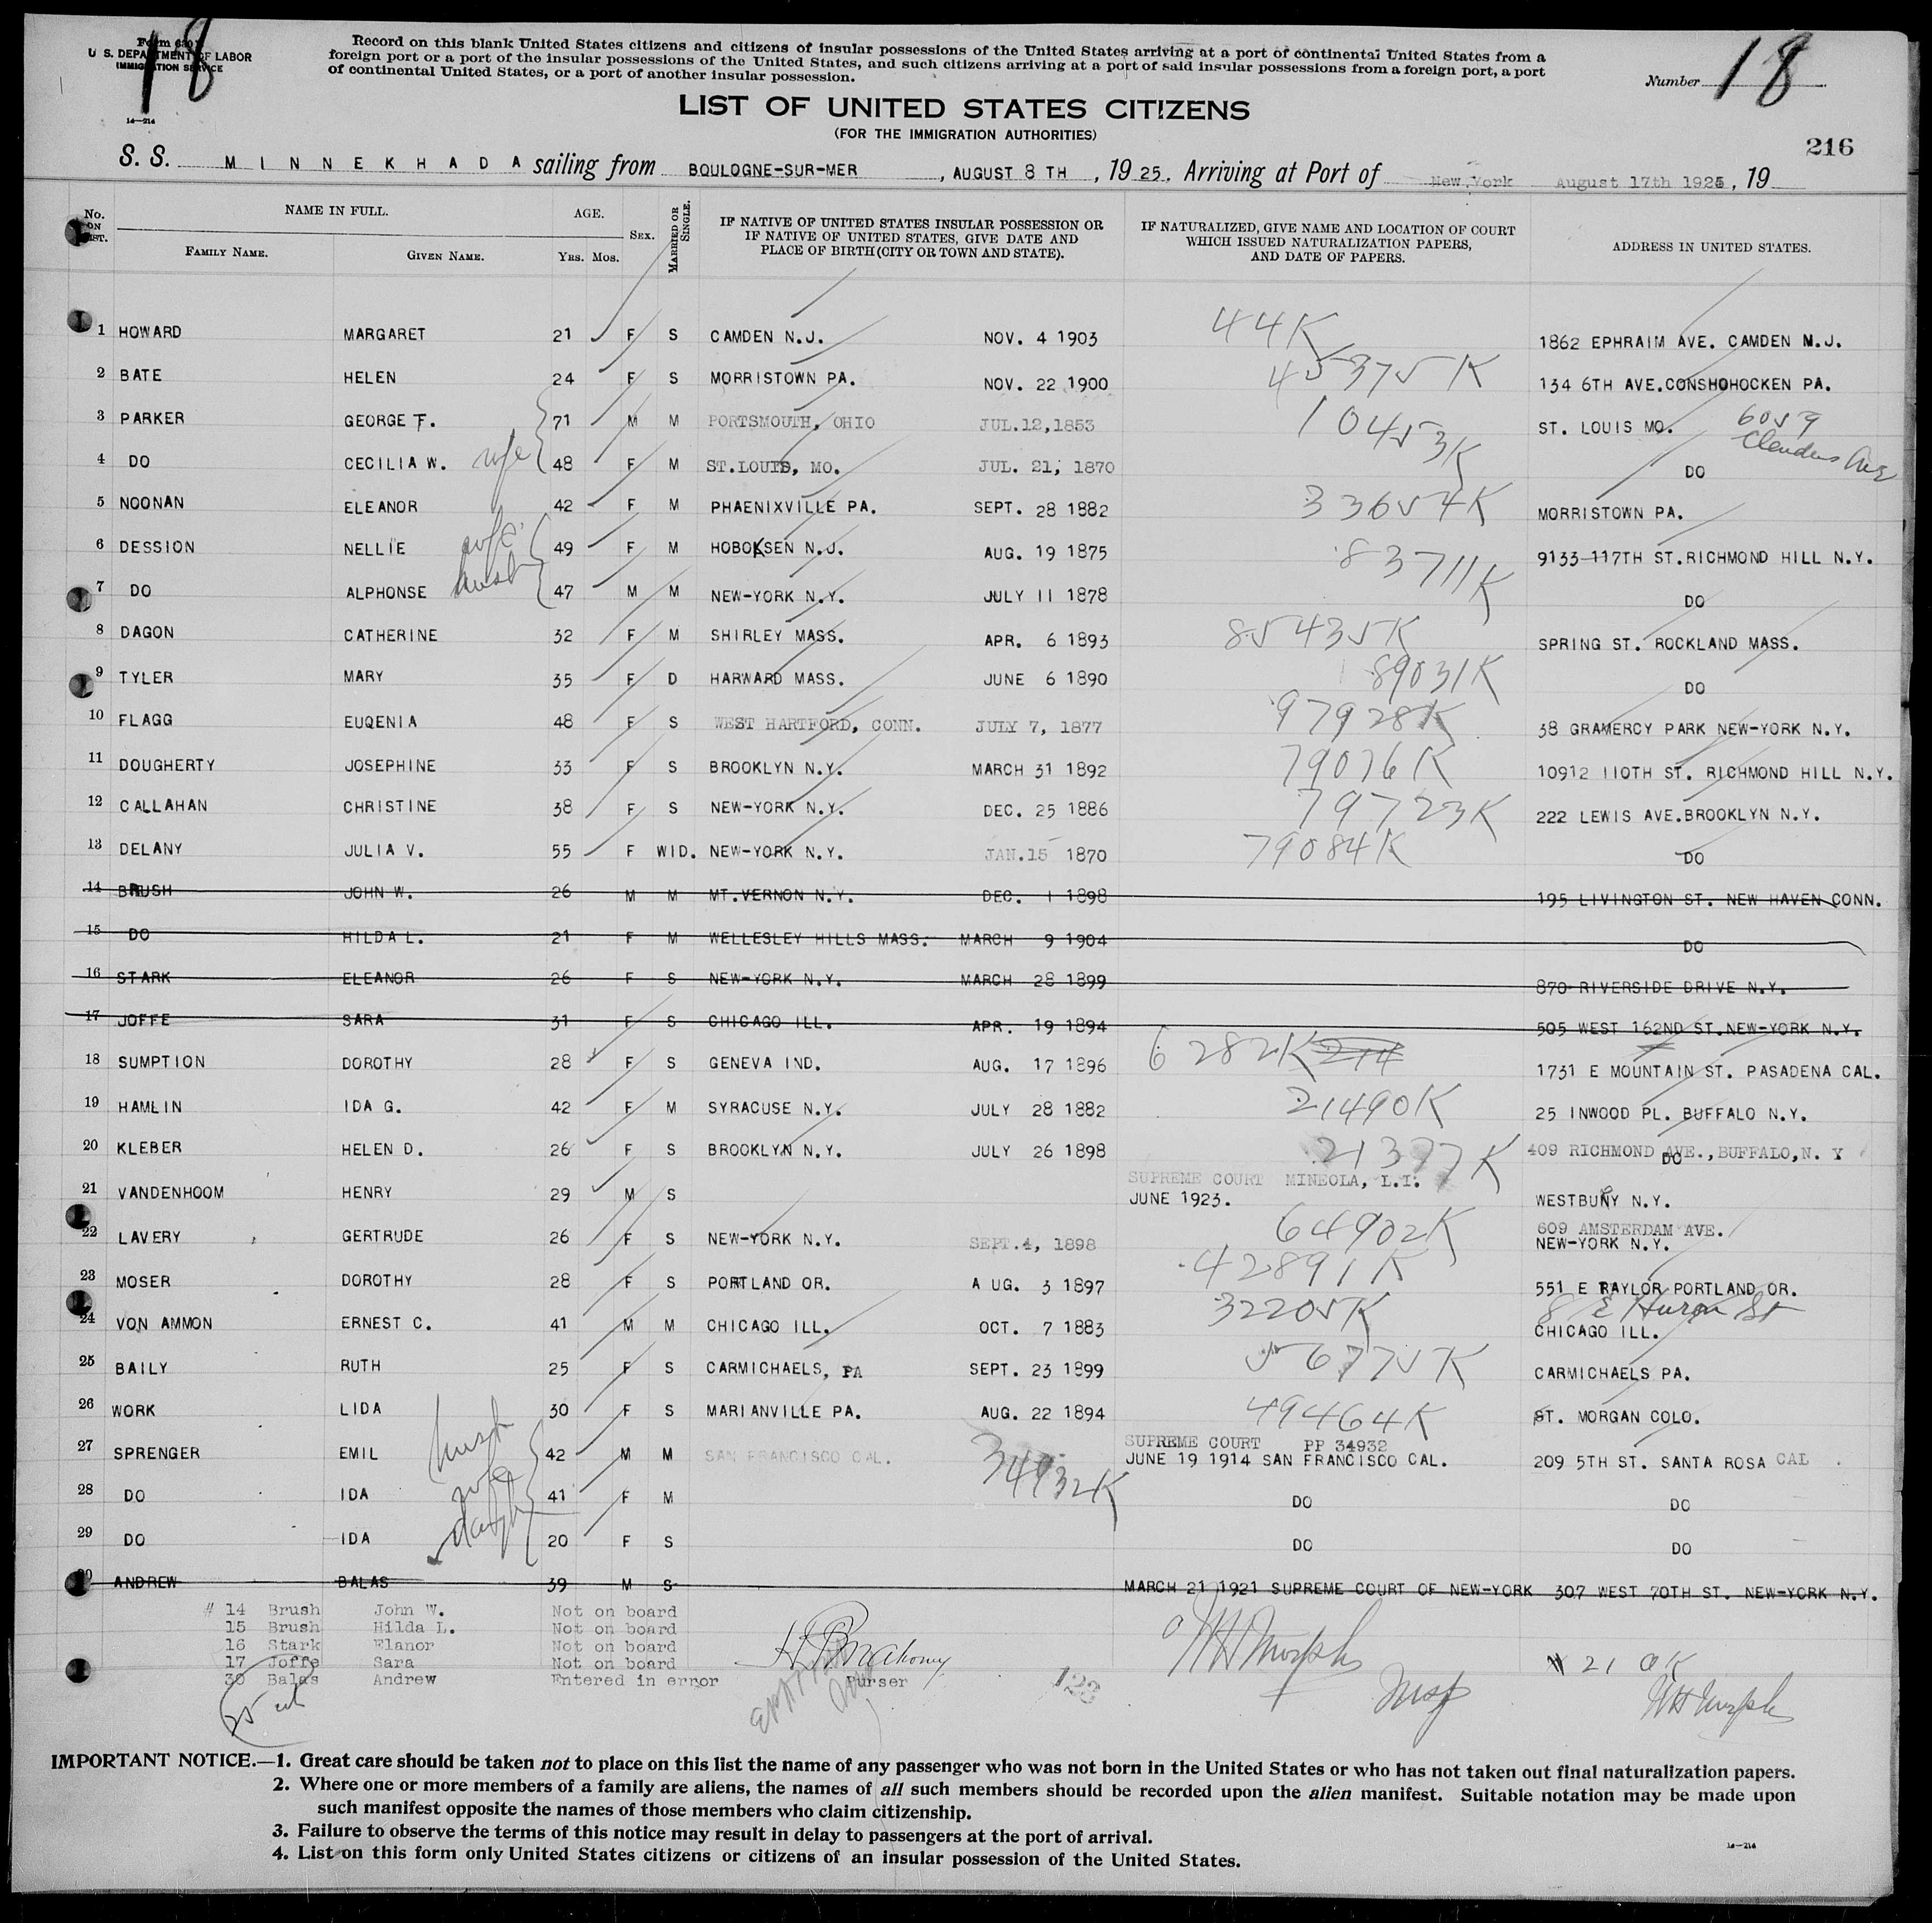 Form 630
U S. DEPARTMENT OF LABOR
IMMIGRATION SERVICE
14—214
18
Record on this blank United States citizens and citizens of insular possessions of the United States arriving at a port of continental United States from a
foreign port or a port of the insular possessions of the United States, and such citizens arriving at a port of said insular possessions from a foreign port, a port
of continental United States, or a port of another insular possession.
Number 18
LIST OF UNITED STATES CITIZENS
(FOR THE IMMIGRATION AUTHORITIES)
216
S. S. MINNEKHADA sailing from BOULOGNE-SUR-MER, AUGUST 8 TH, 1925. Arriving at Port of New York August 17th 1925, 19
No. ON LIST. NAME IN FULL. AGE. SEX. MARRIED OR SINGLE. IF NATIVE OF UNITED STATES INSULAR POSSESSION OR IF NATIVE OF UNITED STATES, GIVE DATE AND PLACE OF BIRTH (CITY OR TOWN AND STATE). IF NATURALIZED, GIVE NAME AND LOCATION OF COURT WHICH ISSUED NATURALIZATION PAPERS, AND DATE OF PAPERS. ADDRESS IN UNITED STATES.
FAMILY NAME. GIVEN NAME. YRS. MOS.
1 HOWARD MARGARET 21 F S CAMDEN N.J. NOV. 4 1903 44K 1862 EPHRAIM AVE. CAMDEN N.J.
2 BATE HELEN 24 F S MORRISTOWN PA. NOV. 22 1900 45375K 134 6TH AVE.CONSHOHOCKEN PA.
3 PARKER GEORGE F. 71 M M PORTSMOUTH, OHIO JUL.12,1853 10453K ST. LOUIS MO. 6059
4 DO CECILIA W. wife 48 F M ST.LOUIS, MO. JUL. 21, 1870 DO
5 NOONAN ELEANOR 42 F M PHAENIXVILLE PA. SEPT. 28 1882 33654K MORRISTOWN PA.
6 DESSION NELLIE wife 49 F M HOBOKSEN N.J. AUG. 19 1875 83711K 9133-117TH ST.RICHMOND HILL N.Y.
7 DO ALPHONSE husb 47 M M NEW-YORK N.Y. JULY 11 1878 DO
8 DAGON CATHERINE 32 F M SHIRLEY MASS. APR. 6 1893 85435K SPRING ST. ROCKLAND MASS.
9 TYLER MARY 35 F D HARWARD MASS. JUNE 6 1890 89031K DO
10 FLAGG EUQENIA 48 F S WEST HARTFORD, CONN. JULY 7, 1877 97928K 38 GRAMERCY PARK NEW-YORK N.Y.
11 DOUGHERTY JOSEPHINE 33 F S BROOKLYN N.Y. MARCH 31 1892 79076K 10912 110TH ST. RICHMOND HILL N.Y.
12 CALLAHAN CHRISTINE 38 F S NEW-YORK N.Y. DEC. 25 1886 79723K 222 LEWIS AVE.BROOKLYN N.Y.
13 DELANY JULIA V. 55 F WID. NEW-YORK N.Y. JAN.15 1870 79084K DO
14 BRUSH JOHN W. 26 M M MT.VERNON N.Y. DEC. 1 1898 195 LIVINGTON ST. NEW HAVEN CONN.
15 DO HILDA L. 21 F M WELLESLEY HILLS MASS. MARCH 9 1904 DO
16 STARK ELEANOR 26 F S NEW-YORK N.Y. MARCH 28 1899 870 RIVERSIDE DRIVE N.Y.
17 JOFFE SARA 31 F S CHICAGO ILL. APR. 19 1894 505 WEST 162ND ST.NEW-YORK N.Y.
18 SUMPTION DOROTHY 28 F S GENEVA IND. AUG. 17 1896 6282K 214 1731 E MOUNTAIN ST. PASADENA CAL.
19 HAMLIN IDA G. 42 F M SYRACUSE N.Y. JULY 28 1882 21490K 25 INWOOD PL. BUFFALO N.Y.
20 KLEBER HELEN D. 26 F S BROOKLYN N.Y. JULY 26 1898 21377K 409 RICHMOND AVE.,BUFFALO,N. Y DO
SUPREME COURT MINEOLA, L.I.
21 VANDENHOOM HENRY 29 M S JUNE 1923. WESTBURY N.Y.
609 AMSTERDAM AVE.
22 LAVERY GERTRUDE 26 F S NEW-YORK N.Y. SEPT.4, 1898 64902K NEW-YORK N.Y.
23 MOSER DOROTHY 28 F S PORTLAND OR. A UG. 3 1897 42891K 551 E TAYLOR PORTLAND OR.
8 E Huron St
24 VON AMMON ERNEST C. 41 M M CHICAGO ILL. OCT. 7 1883 32205K CHICAGO ILL.
25 BAILY RUTH 25 F S CARMICHAELS, PA SEPT. 23 1899 56775K CARMICHAELS PA.
26 WORK LIDA 30 F S MARIANVILLE PA. AUG. 22 1894 49464K FT. MORGAN COLO.
SUPREME COURT PP 34932
27 SPRENGER EMIL husb 42 M M SAN FRANCISCO CAL. 34932K JUNE 19 1914 SAN FRANCISCO CAL. 209 5TH ST. SANTA ROSA CAL.
28 DO IDA wife 41 F M DO DO
29 DO IDA daugh 20 F S DO DO
30 ANDREW BALAS 39 M S MARCH 21 1921 SUPREME COURT OF NEW-YORK 307 WEST 70TH ST. NEW-YORK N.Y.
# 14 Brush John W. Not on board
15 Brush Hilda L. Not on board
16 Stark Elanor Not on board
17 Joffe Sara Not on board
30 Balas Andrew Entered in error Purser
123
W H Murphy Insp
# 21 OK
W H Murphy
IMPORTANT NOTICE.—1. Great care should be taken not to place on this list the name of any passenger who was not born in the United States or who has not taken out final naturalization papers.
2. Where one or more members of a family are aliens, the names of all such members should be recorded upon the alien manifest. Suitable notation may be made upon
such manifest opposite the names of those members who claim citizenship.
3. Failure to observe the terms of this notice may result in delay to passengers at the port of arrival.
4. List on this form only United States citizens or citizens of an insular possession of the United States.
14—214